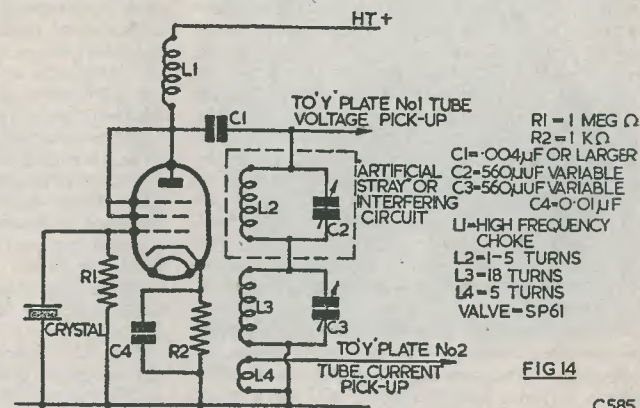 HT+
L1
C1
TO 'Y' PLATE No1 TUBE
VOLTAGE PICK-UP
ARTIFICIAL
STRAY OR
INTERFERING
CIRCUIT
L2
C2
R1
CRYSTAL
C4
R2
L3
C3
L4
TO 'Y' PLATE No2
TUBE, CURRENT
PICK-UP
R1=1 MEG Ω
R2=1 KΩ
C1=·004μF OR LARGER
C2=560μμF VARIABLE
C3=560μμF VARIABLE
C4=0·01μF
L1=HIGH FREQUENCY
CHOKE
L2=1-5 TURNS
L3=18 TURNS
L4=5 TURNS
VALVE=SP61
FIG 14
C585